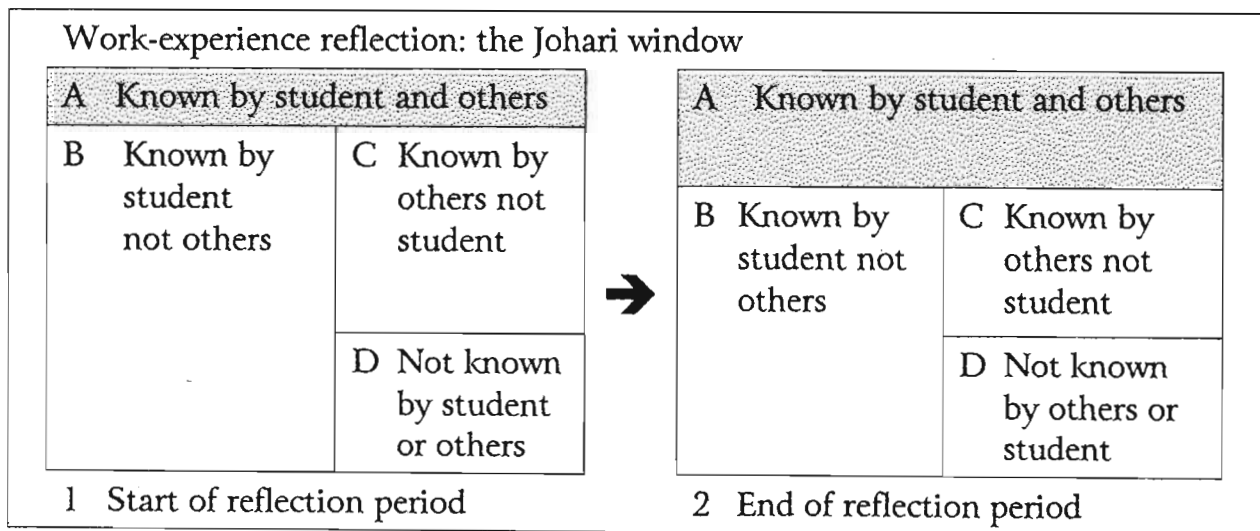 Work-experience reflection: the Johari window
A Known by student and others
B Known by
student
not others
C Known by
others not
student
D Not known
by student
or others
1 Start of reflection period
A Known by student and others
B Known by
student not
others
C Known by
others not
student
D Not known
by others or
student
2 End of reflection period